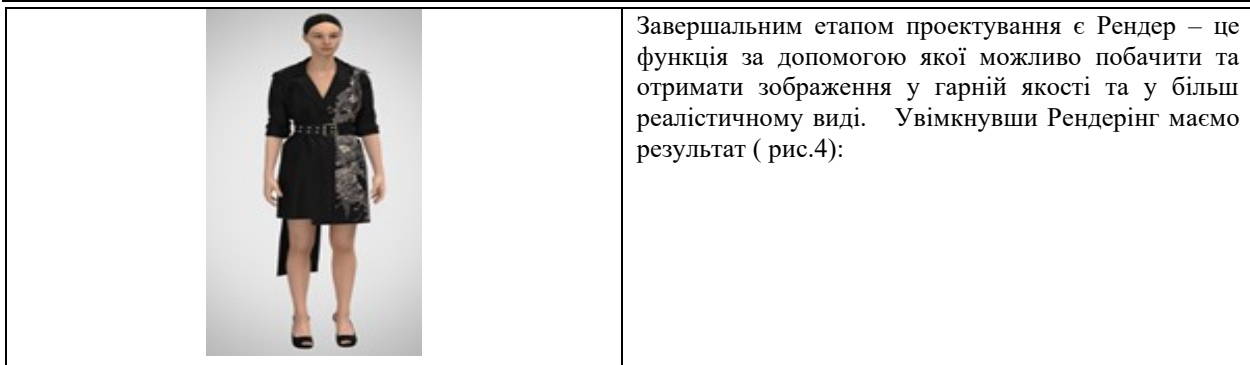 Завершальним етапом проектування є Рендер – це
функція за допомогою якої можливо побачити та
отримати зображення у гарній якості та у більш
реалістичному виді. Увімкнувши Рендерінг маємо
результат ( рис.4):